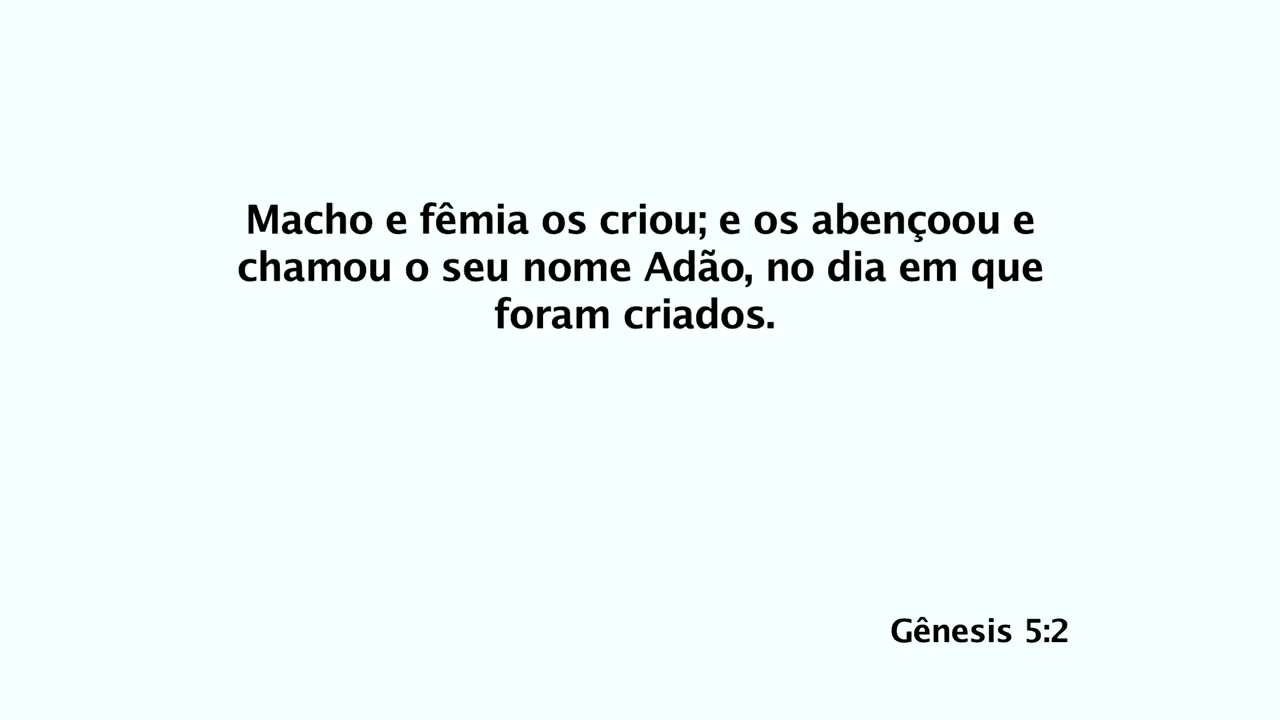 Macho e fêmia os criou; e os abençoou e
chamou o seu nome Adão, no dia em que
foram criados.
Gênesis 5:2